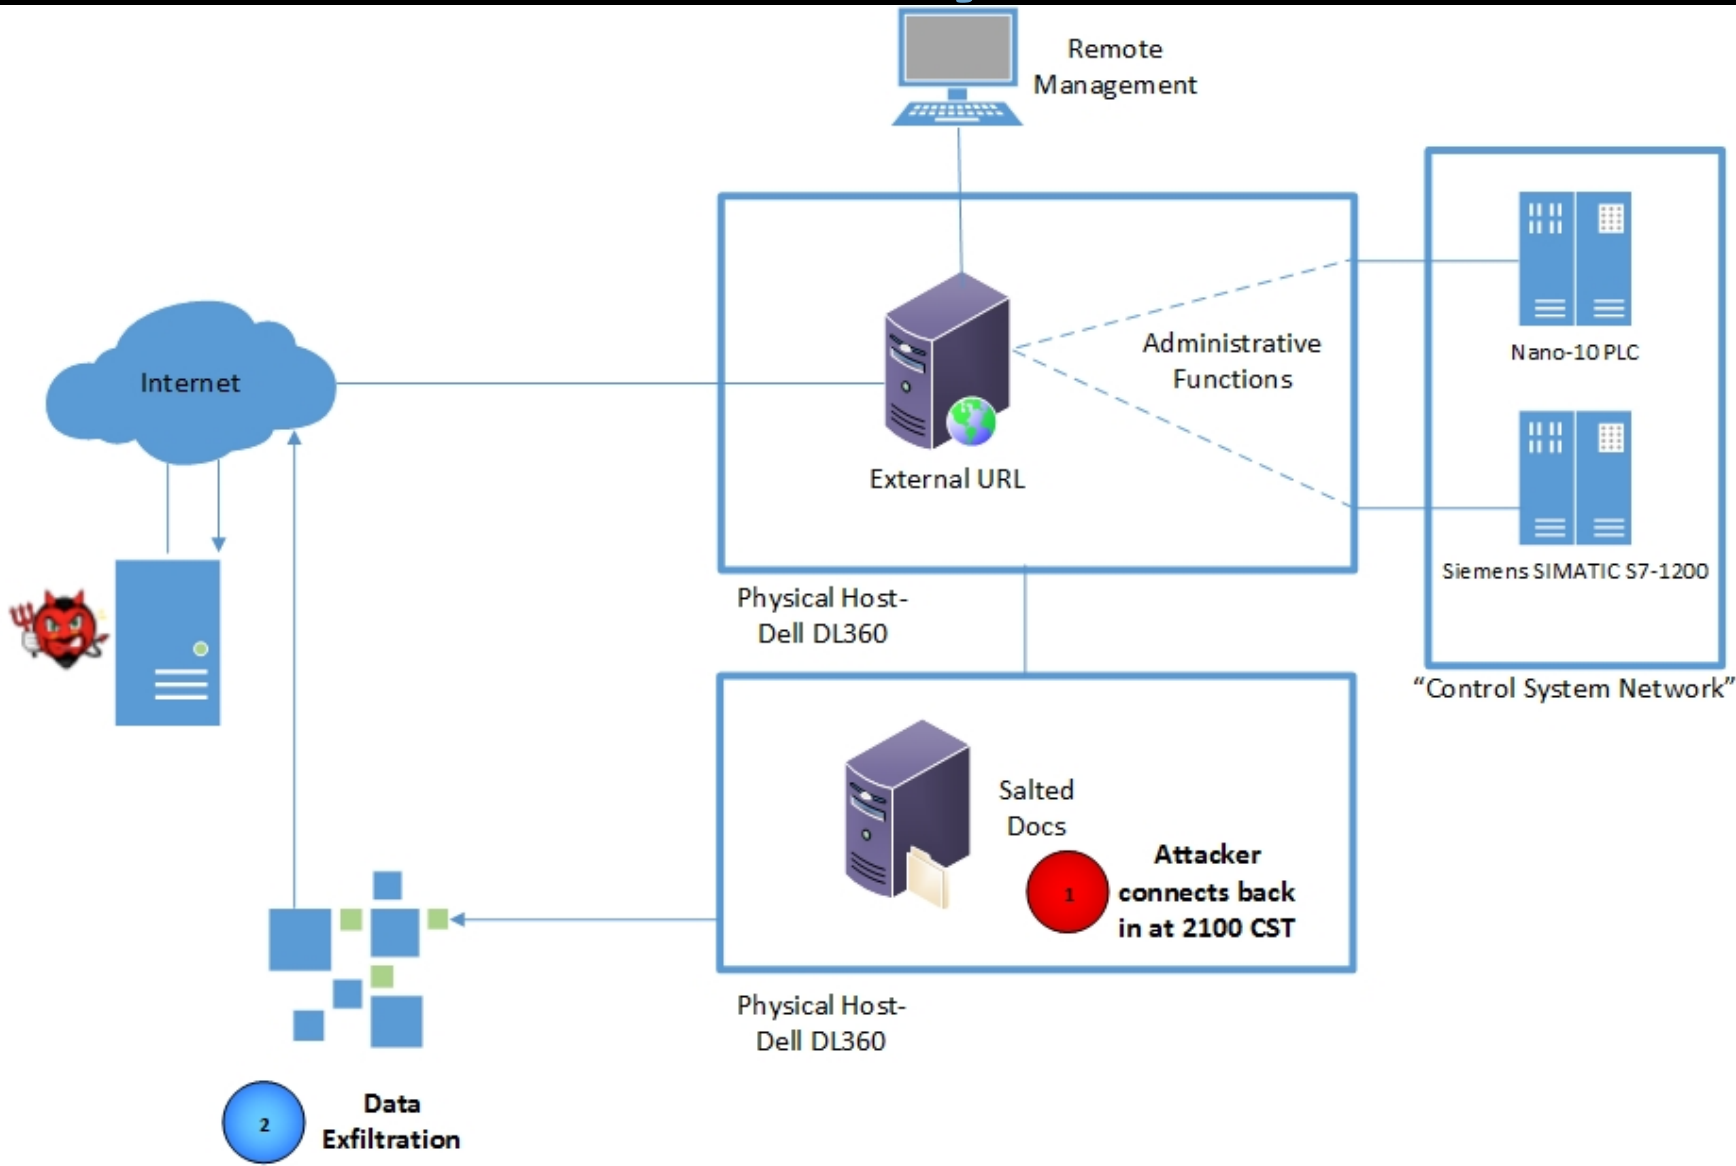 Remote
Management
Internet
Administrative
Functions
External URL
Nano-10 PLC
Siemens SIMATIC S7-1200
"Control System Network"
Physical Host-
Dell DL360
Salted
Docs
1
Attacker
connects back
in at 2100 CST
Physical Host-
Dell DL360
2
Data
Exfiltration